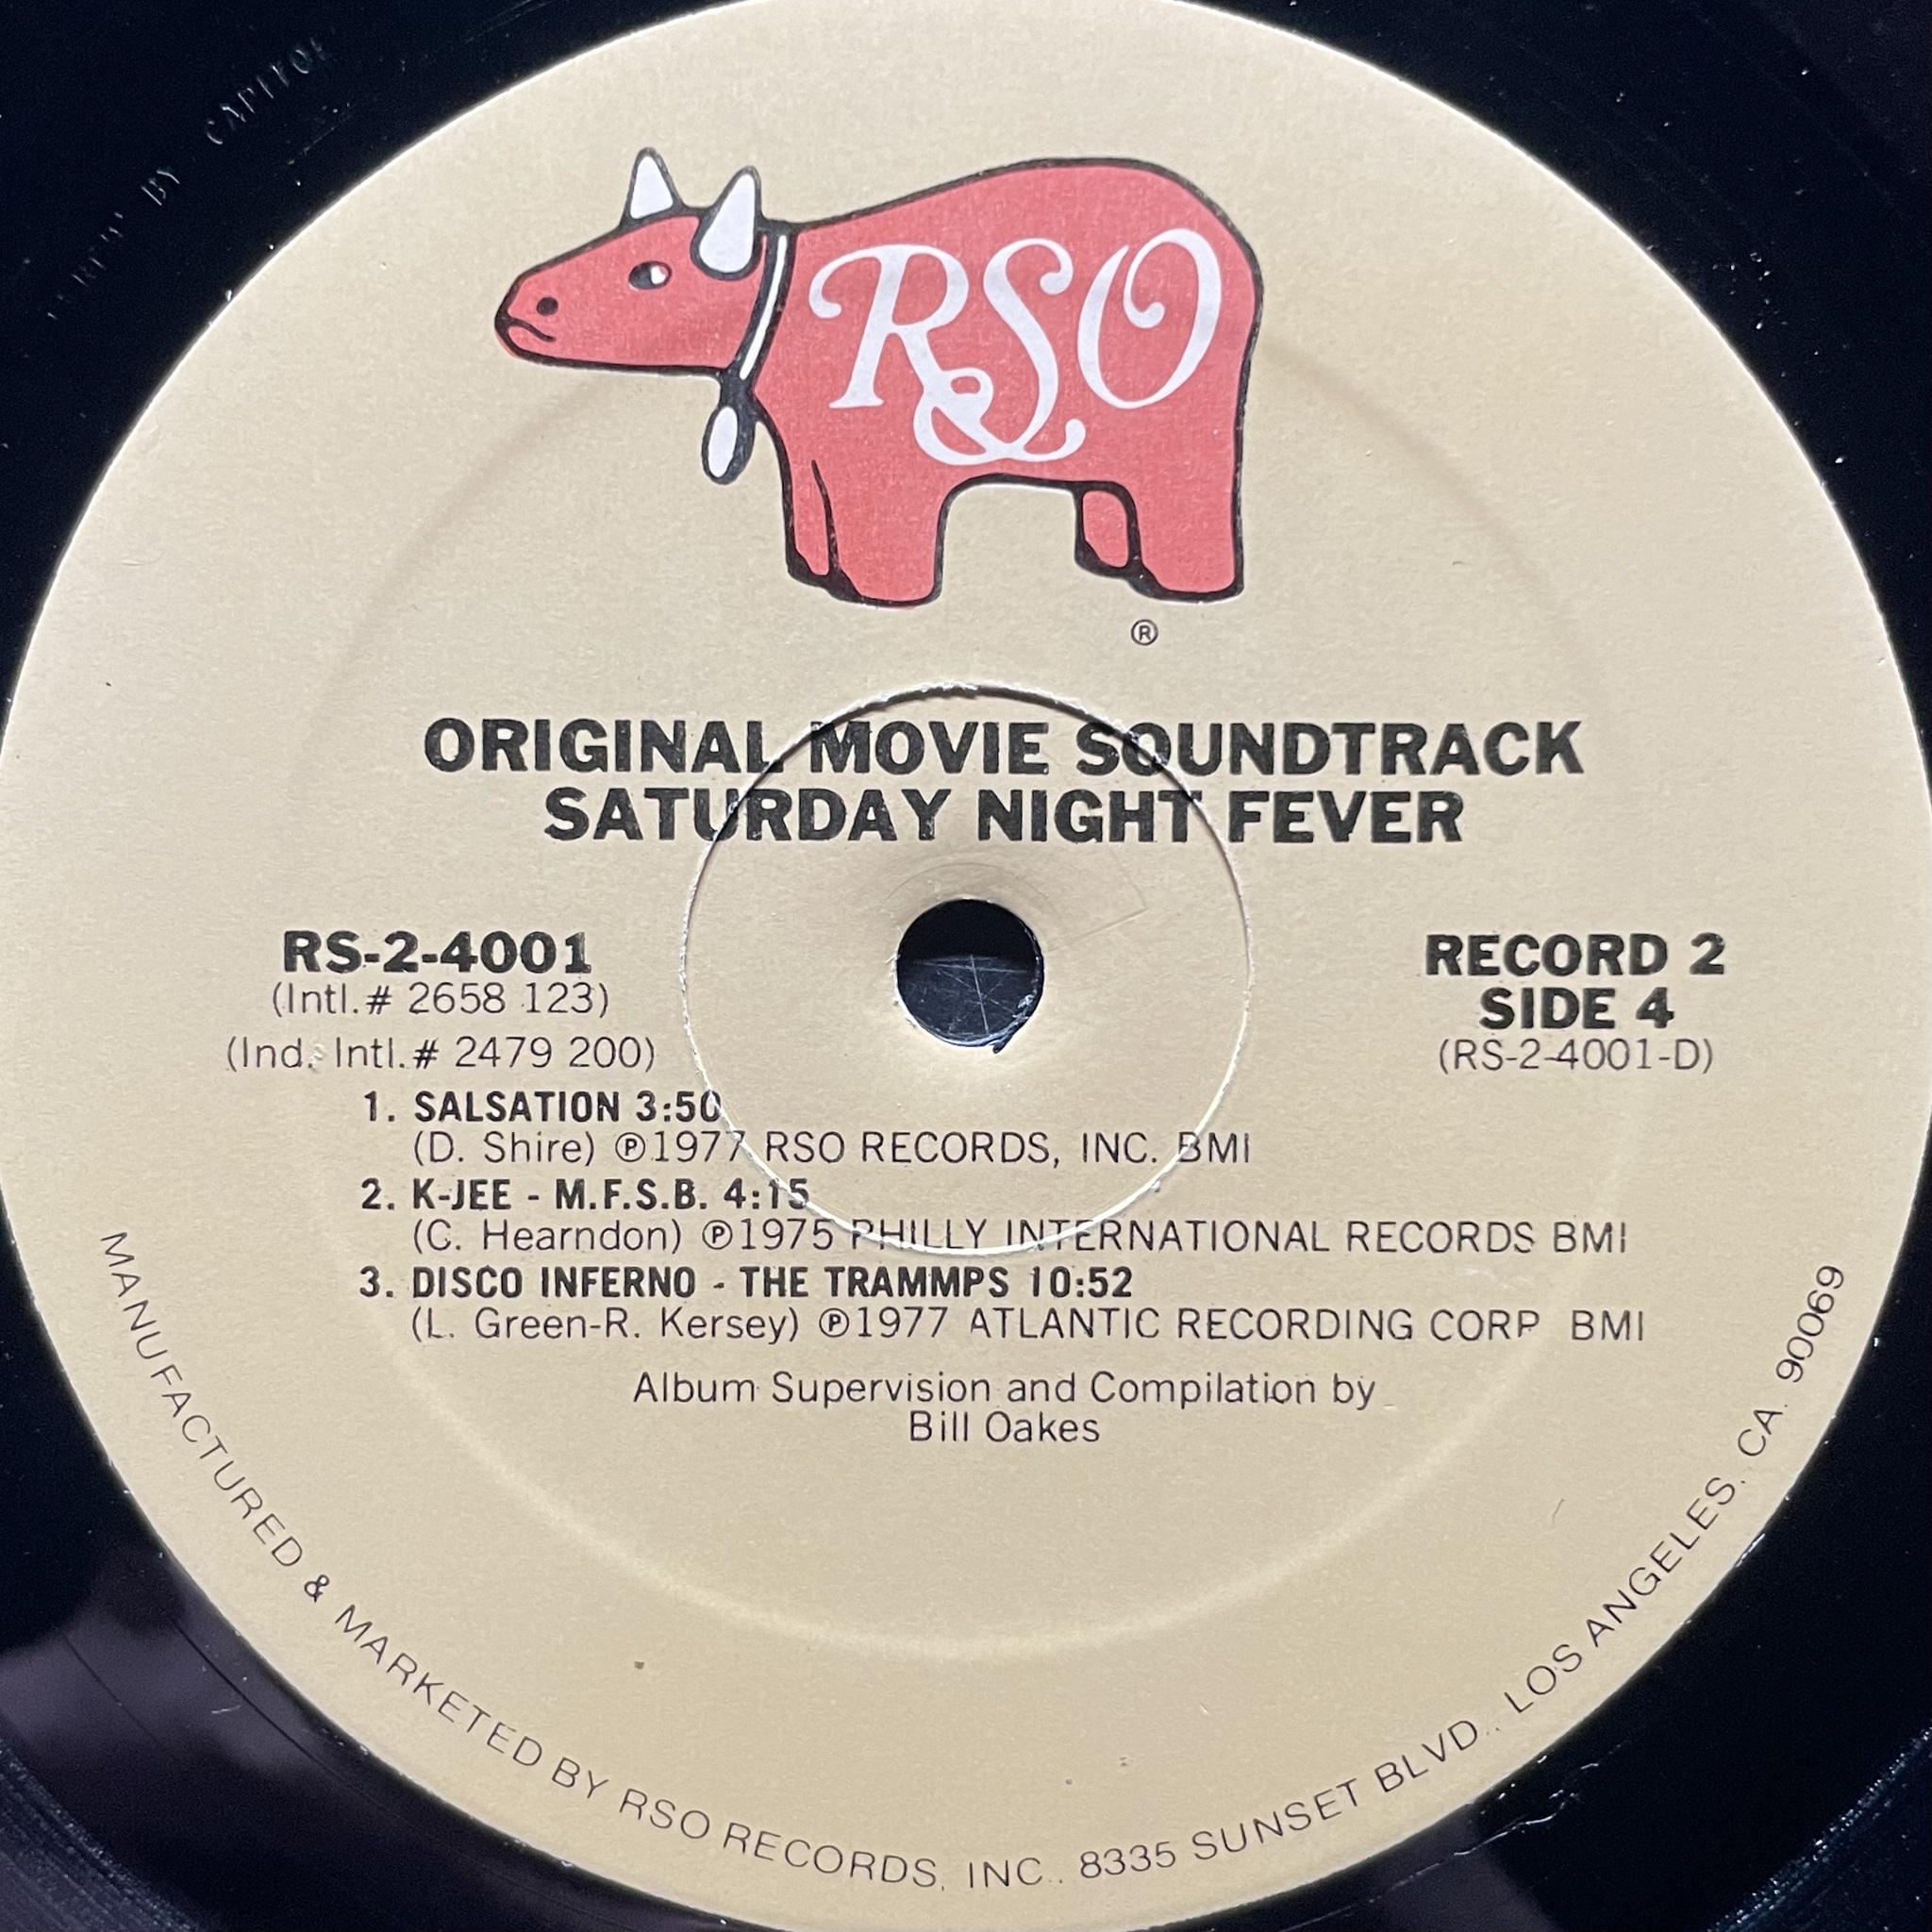 BY CAPITOL
RSO
®
ORIGINAL MOVIE SOUNDTRACK
SATURDAY NIGHT FEVER
RS-2-4001
(Intl.# 2658 123)
(Ind. Intl.# 2479 200)
RECORD 2
SIDE 4
(RS-2-4001-D)
1. SALSATION 3:50
(D. Shire) ℗1977 RSO RECORDS, INC. BMI
2. K-JEE - M.F.S.B. 4:15
(C. Hearndon) ℗1975 PHILLY INTERNATIONAL RECORDS BMI
3. DISCO INFERNO - THE TRAMMPS 10:52
(L. Green-R. Kersey) ℗1977 ATLANTIC RECORDING CORP BMI
Album Supervision and Compilation by
Bill Oakes
MANUFACTURED & MARKETED BY RSO RECORDS, INC., 8335 SUNSET BLVD., LOS ANGELES, CA. 90069